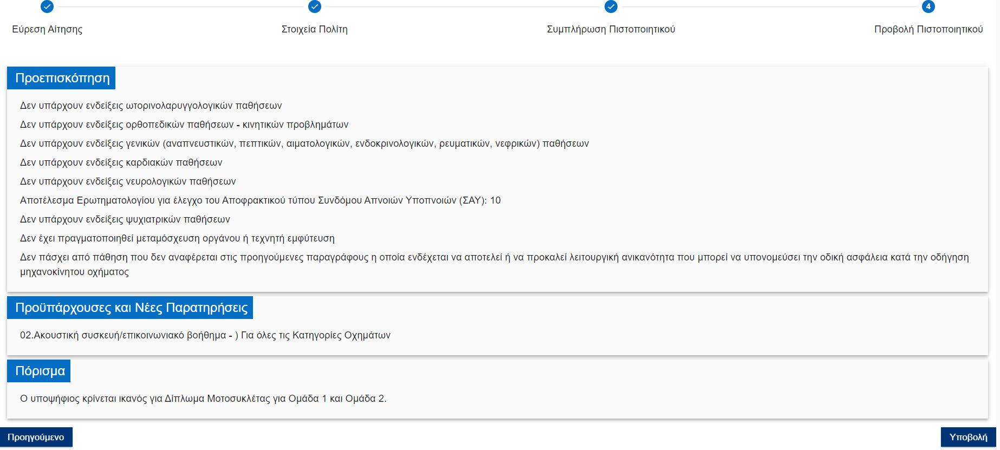 4
Εύρεση Αίτησης
Στοιχεία Πολίτη
Συμπλήρωση Πιστοποιητικού
Προβολή Πιστοποιητικού
Προεπισκόπηση
Δεν υπάρχουν ενδείξεις ωτορινολαρυγγολογικών παθήσεων
Δεν υπάρχουν ενδείξεις ορθοπεδικών παθήσεων - κινητικών προβλημάτων
Δεν υπάρχουν ενδείξεις γενικών (αναπνευστικών, πεπτικών, αιματολογικών, ενδοκρινολογικών, ρευματικών, νεφρικών) παθήσεων
Δεν υπάρχουν ενδείξεις καρδιακών παθήσεων
Δεν υπάρχουν ενδείξεις νευρολογικών παθήσεων
Αποτέλεσμα Ερωτηματολογίου για έλεγχο του Αποφρακτικού τύπου Συνδόμου Απνοιών Υποπνοιών (ΣΑΥ): 10
Δεν υπάρχουν ενδείξεις ψυχιατρικών παθήσεων
Δεν έχει πραγματοποιηθεί μεταμόσχευση οργάνου ή τεχνητή εμφύτευση
Δεν πάσχει από πάθηση που δεν αναφέρεται στις προηγούμενες παραγράφους η οποία ενδέχεται να αποτελεί ή να προκαλεί λειτουργική ανικανότητα που μπορεί να υπονομεύσει την οδική ασφάλεια κατά την οδήγηση
μηχανοκίνητου οχήματος
Προϋπάρχουσες και Νέες Παρατηρήσεις
02.Ακουστική συσκευή/επικοινωνιακό βοήθημα - ) Για όλες τις Κατηγορίες Οχημάτων
Πόρισμα
Ο υποψήφιος κρίνεται ικανός για Δίπλωμα Μοτοσυκλέτας για Ομάδα 1 και Ομάδα 2.
Προηγούμενο
Υποβολή